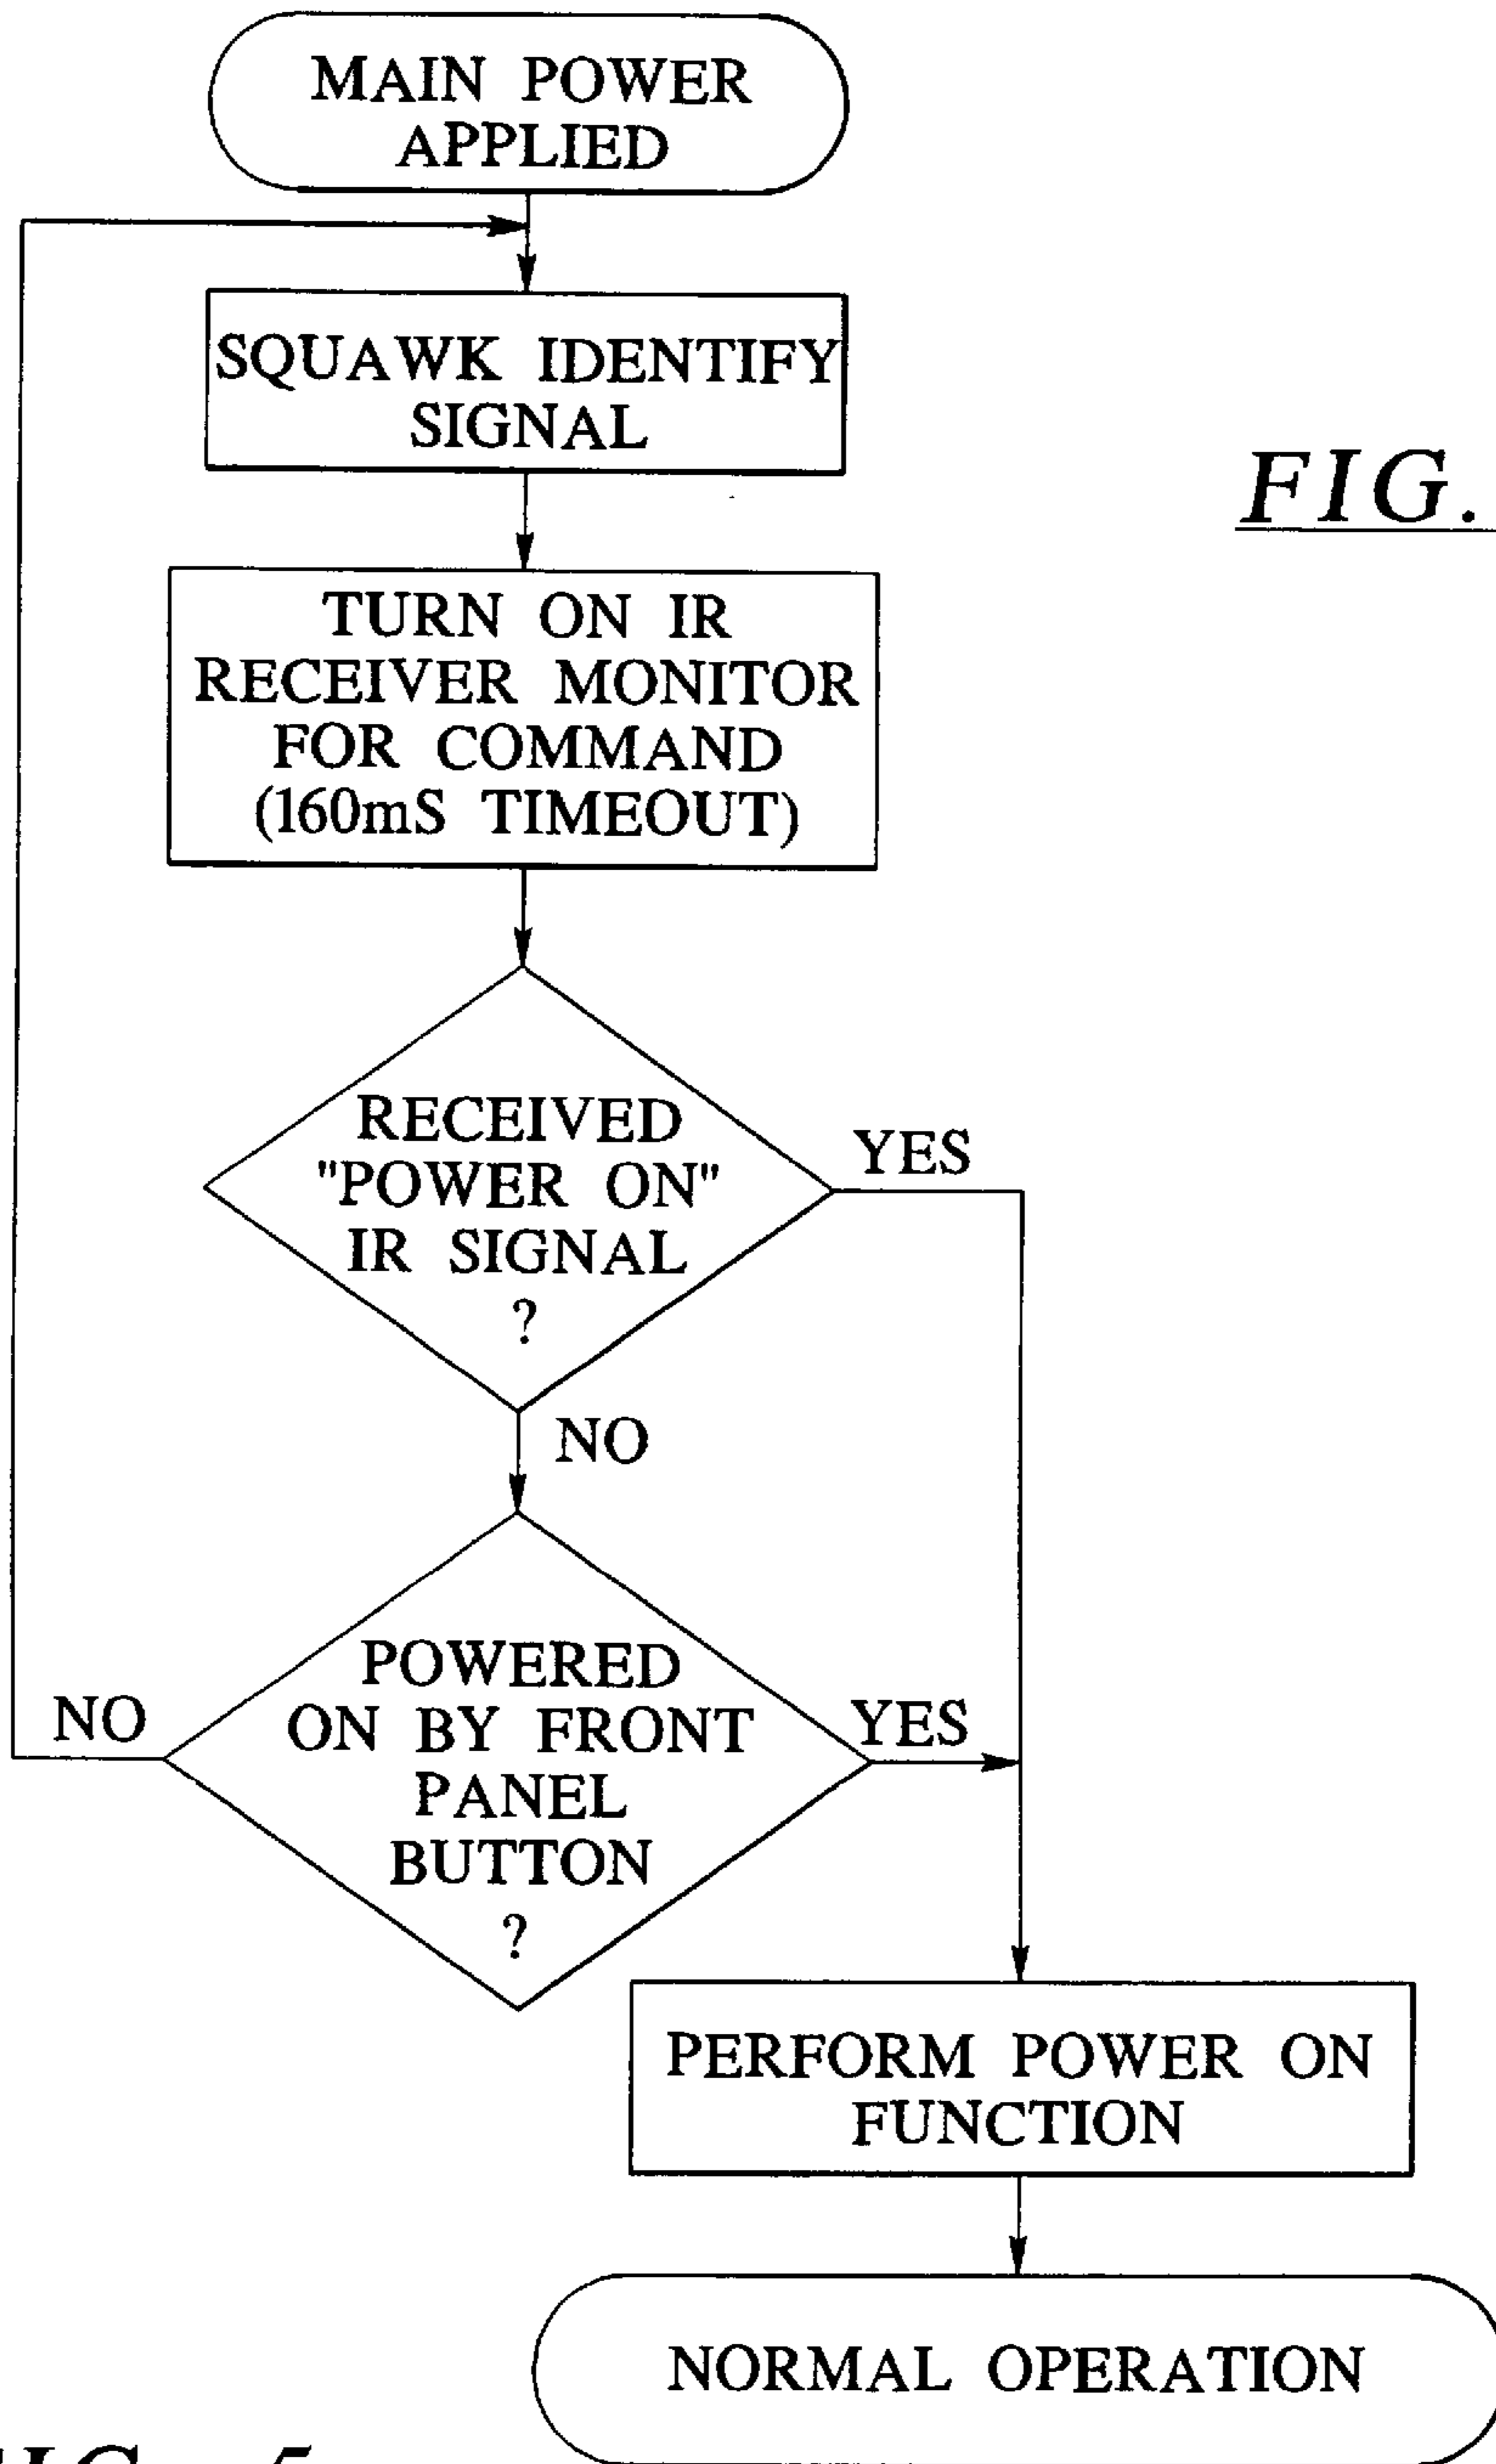 MAIN POWER
APPLIED
SQUAWK IDENTIFY
SIGNAL
FIG.
TURN ON IR
RECEIVER MONITOR
FOR COMMAND
(160mS TIMEOUT)
RECEIVED
"POWER ON"
IR SIGNAL
?
YES
NO
POWERED
ON BY FRONT
PANEL
BUTTON
?
NO
YES
PERFORM POWER ON
FUNCTION
NORMAL OPERATION